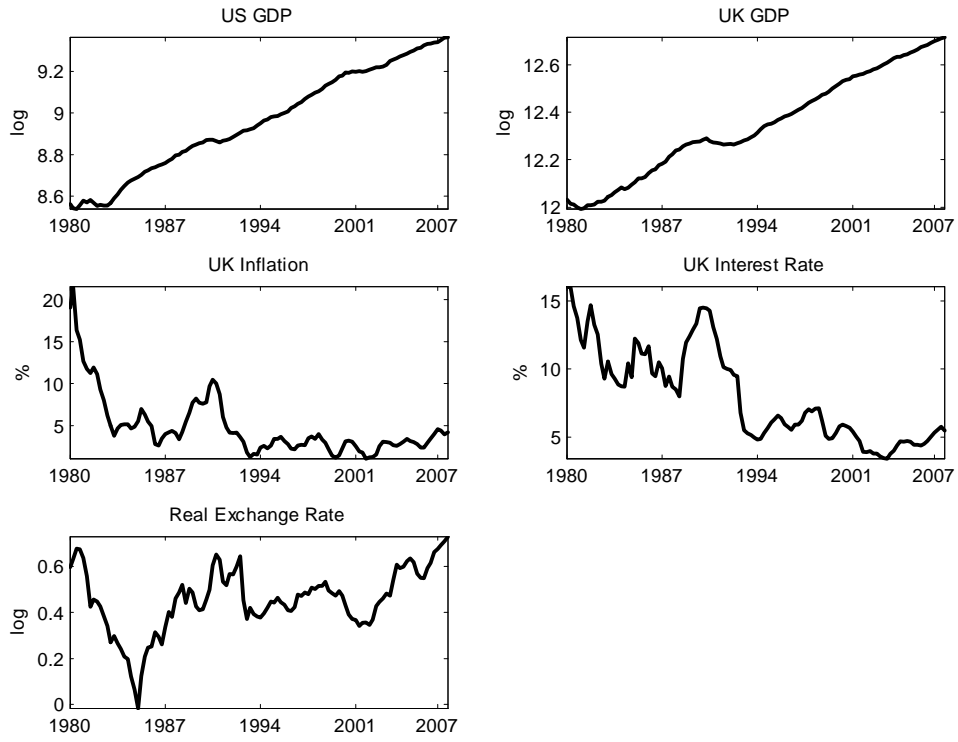 US GDP
9.2
9
8.8
8.6
log
1980 1987 1994 2001 2007
UK GDP
12.6
12.4
12.2
12
log
1980 1987 1994 2001 2007
UK Inflation
20
15
10
5
%
1980 1987 1994 2001 2007
UK Interest Rate
15
10
5
%
1980 1987 1994 2001 2007
Real Exchange Rate
0.6
0.4
0.2
0
log
1980 1987 1994 2001 2007